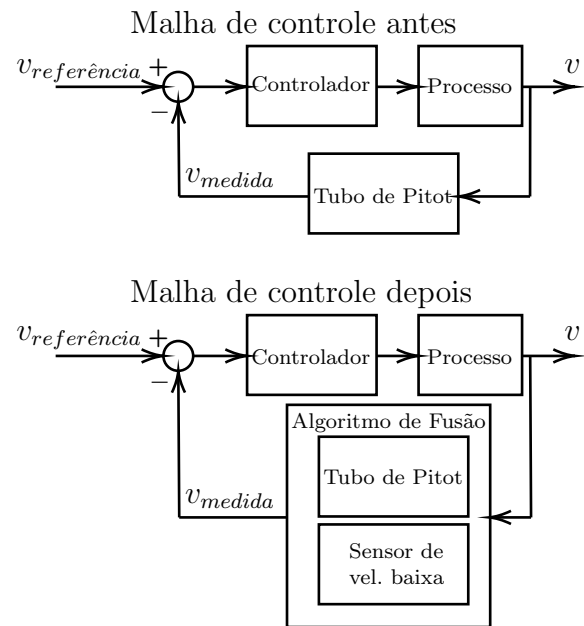 Malha de controle antes
v_referência
+
−
Controlador
Processo
v
v_medida
Tubo de Pitot
Malha de controle depois
v_referência
+
−
Controlador
Processo
v
Algoritmo de Fusão
Tubo de Pitot
v_medida
Sensor de
vel. baixa